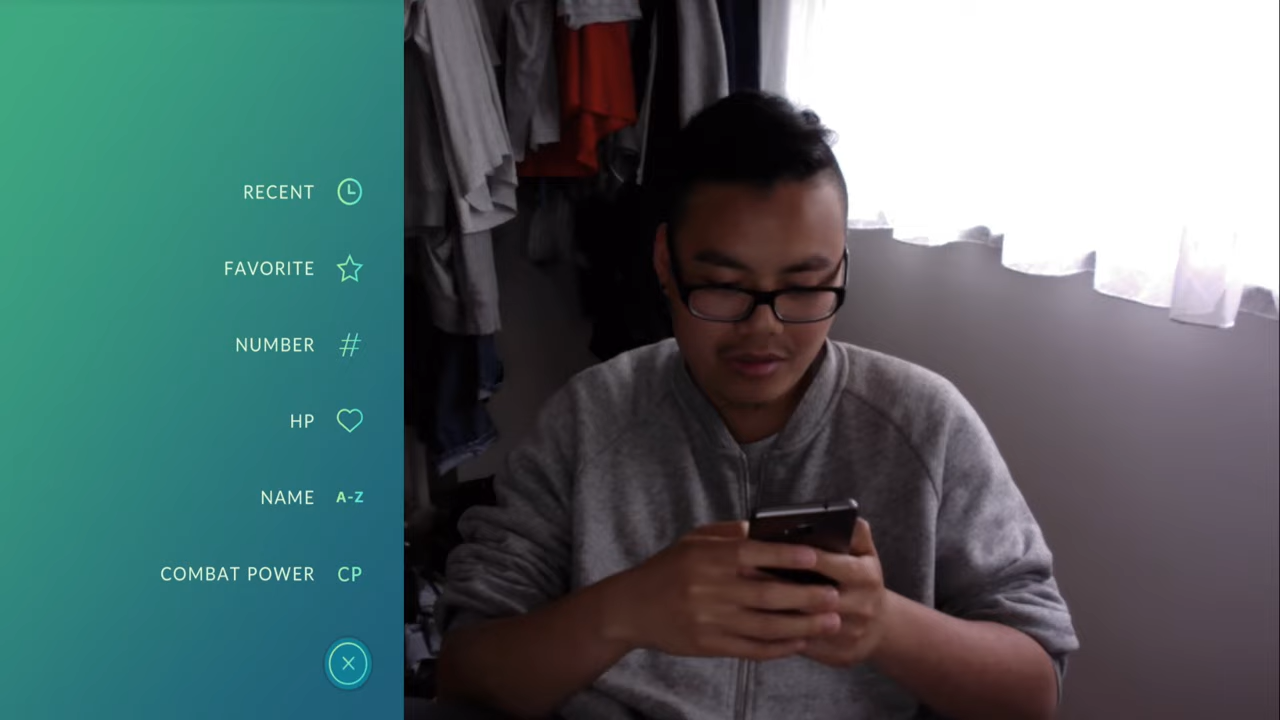 RECENT
FAVORITE
NUMBER #
HP
NAME A-Z
COMBAT POWER CP